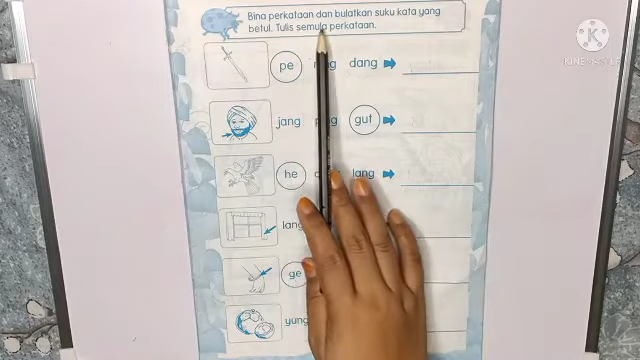 Bina perkataan dan bulatkan suku kata yang
betul. Tulis semula perkataan.
pe dang
jang gut
he lang
lang
ge
yung
KINEMASTER